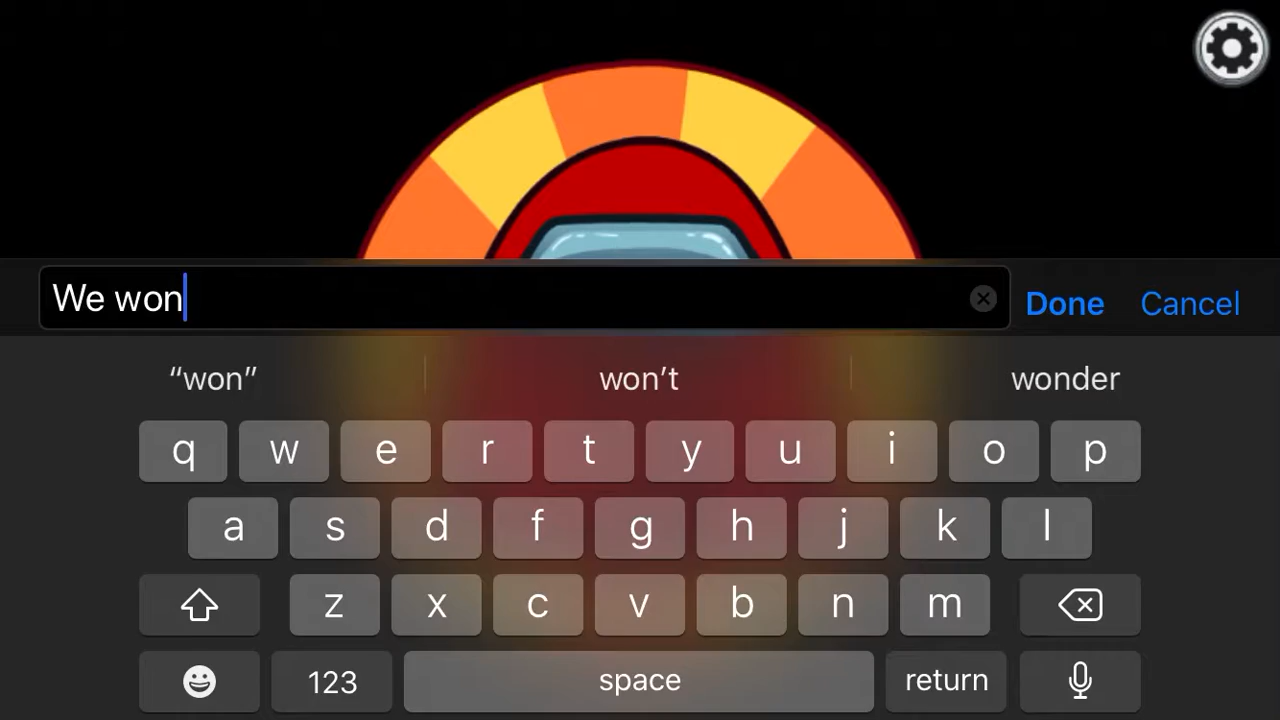 We won
Done
Cancel
“won”
won’t
wonder
q w e r t y u i o p
a s d f g h j k l
z x c v b n m
123
space
return